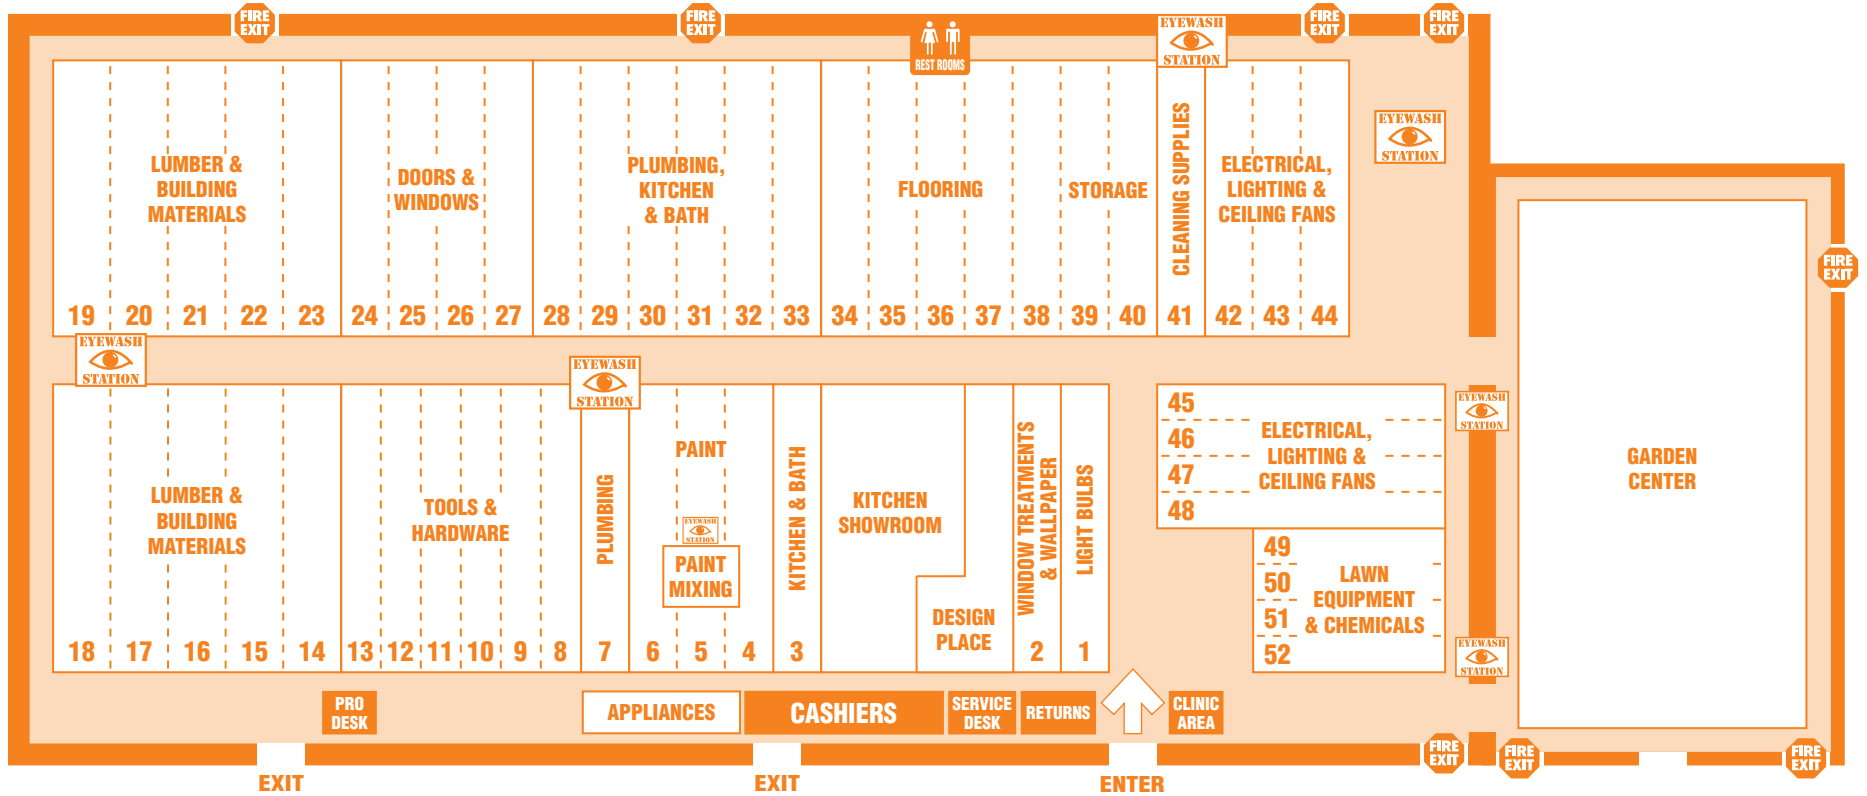 FIRE
EXIT
FIRE
EXIT
REST ROOMS
EYEWASH
STATION
FIRE
EXIT
FIRE
EXIT
EYEWASH
STATION
LUMBER &
BUILDING
MATERIALS
DOORS &
WINDOWS
PLUMBING,
KITCHEN
& BATH
FLOORING
STORAGE
CLEANING SUPPLIES
ELECTRICAL,
LIGHTING &
CEILING FANS
FIRE
EXIT
19 20 21 22 23 24 25 26 27 28 29 30 31 32 33 34 35 36 37 38 39 40 41 42 43 44
EYEWASH
STATION
EYEWASH
STATION
LUMBER &
BUILDING
MATERIALS
TOOLS &
HARDWARE
PLUMBING
PAINT
EYEWASH
STATION
PAINT
MIXING
KITCHEN & BATH
KITCHEN
SHOWROOM
DESIGN
PLACE
WINDOW TREATMENTS
& WALLPAPER
LIGHT BULBS
45
46
47
48
ELECTRICAL,
LIGHTING &
CEILING FANS
49
50
51
52
LAWN
EQUIPMENT
& CHEMICALS
EYEWASH
STATION
EYEWASH
STATION
GARDEN
CENTER
18 17 16 15 14 13 12 11 10 9 8 7 6 5 4 3 2 1
PRO
DESK
APPLIANCES
CASHIERS
SERVICE
DESK
RETURNS
CLINIC
AREA
FIRE
EXIT
FIRE
EXIT
FIRE
EXIT
EXIT
EXIT
ENTER